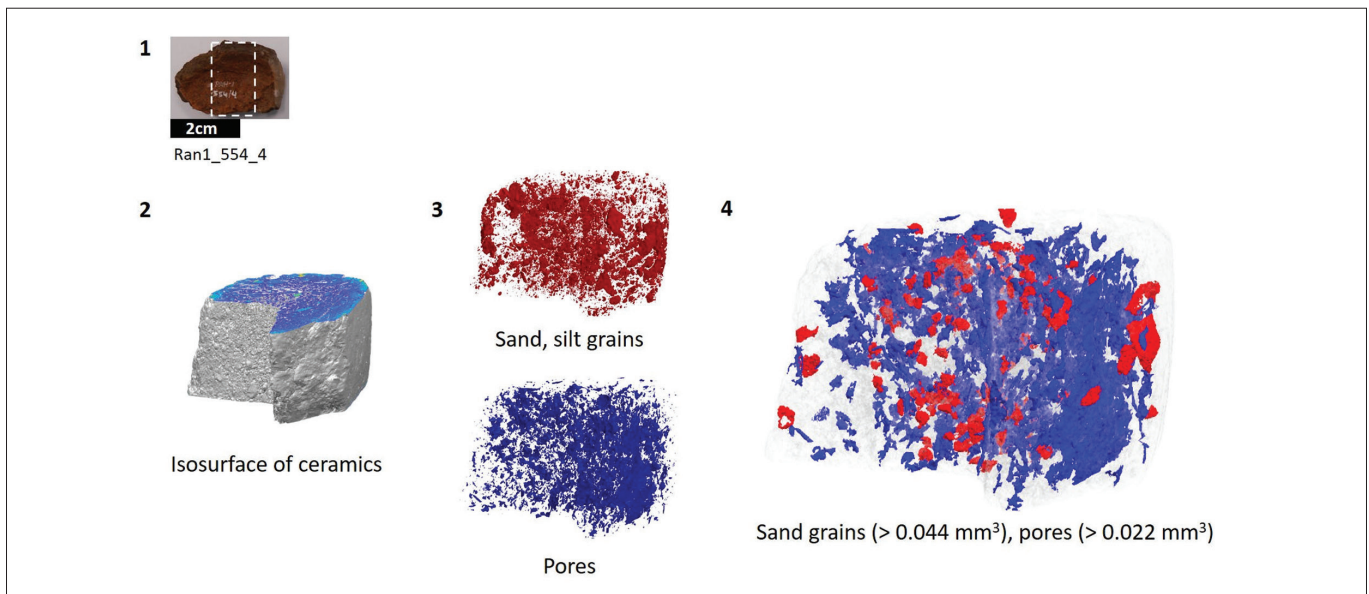 1
2cm
Ran1_554_4
2
Isosurface of ceramics
3
Sand, silt grains
Pores
4
Sand grains (> 0.044 mm³), pores (> 0.022 mm³)